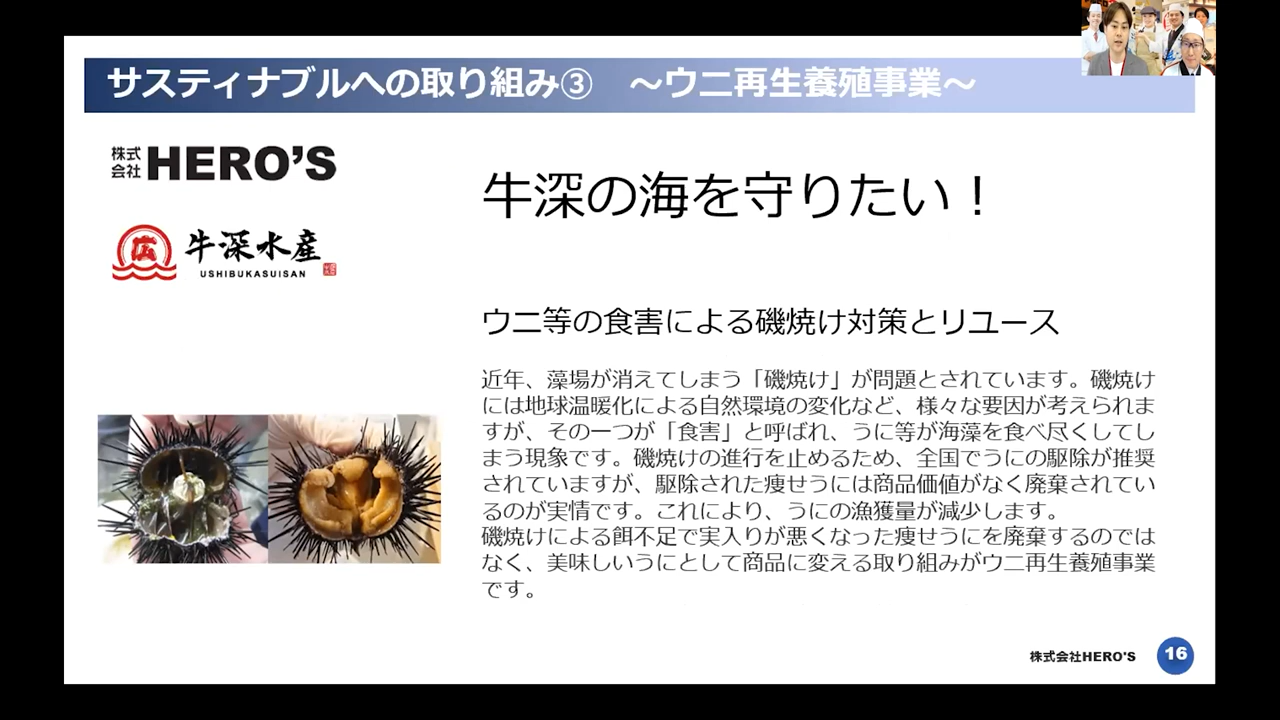 サスティナブルへの取り組み③ ～ウニ再生養殖事業～
株式会社HERO'S
牛深水産
USHIBUKASUISAN
牛深の海を守りたい！
ウニ等の食害による磯焼け対策とリユース
近年、藻場が消えてしまう「磯焼け」が問題とされています。磯焼け
には地球温暖化による自然環境の変化など、様々な要因が考えられま
すが、その一つが「食害」と呼ばれ、うに等が海藻を食べ尽くしてし
まう現象です。磯焼けの進行を止めるため、全国でうにの駆除が推奨
されていますが、駆除された痩せうには商品価値がなく廃棄されてい
るのが実情です。これにより、うにの漁獲量が減少します。
磯焼けによる餌不足で実入りが悪くなった痩せうにを廃棄するのでは
なく、美味しいうにとして商品に変える取り組みがウニ再生養殖事業
です。
株式会社HERO'S
16